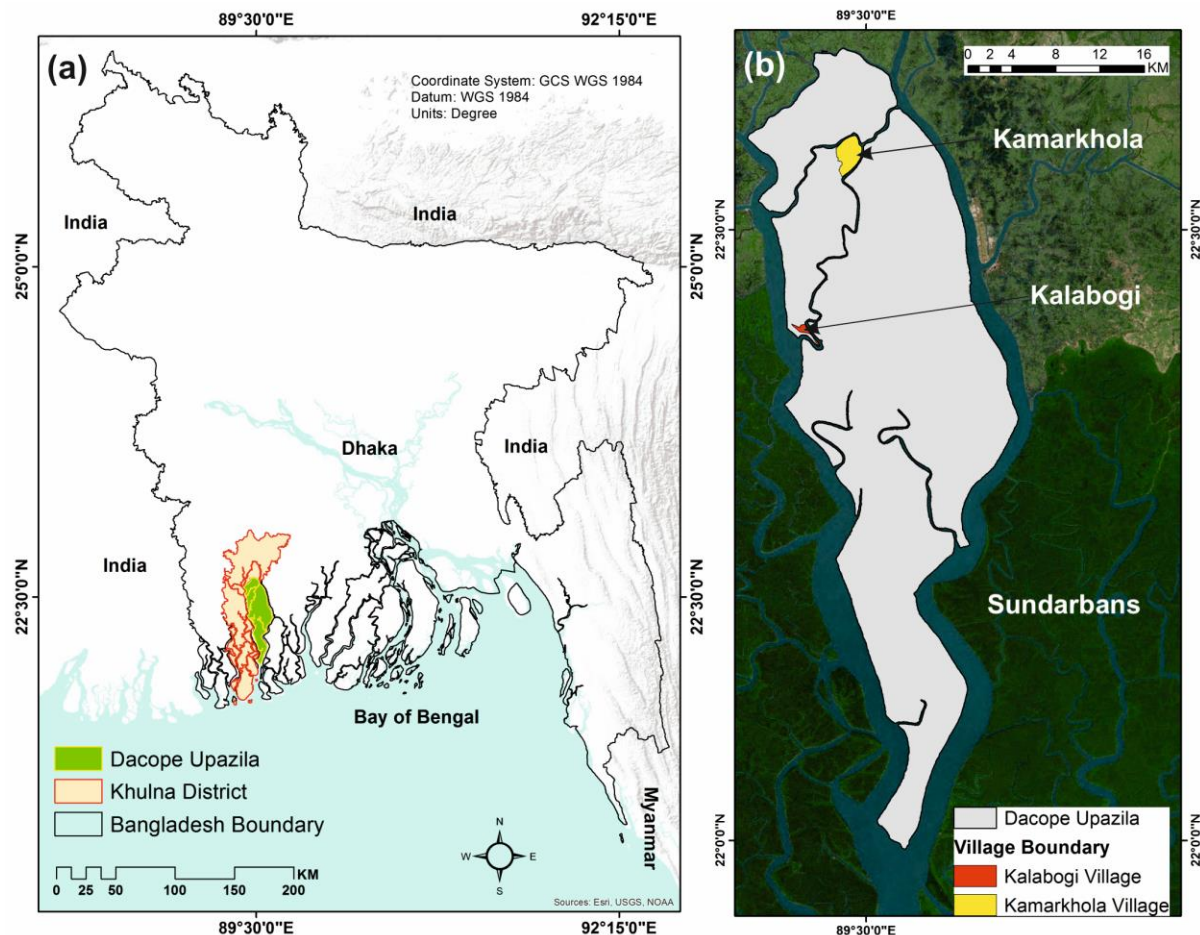 89°30'0"E
92°15'0"E
(a)
Coordinate System: GCS WGS 1984
Datum: WGS 1984
Units: Degree
India
India
25°0'0"N
25°0'0"N
Dhaka
India
India
22°30'0"N
22°30'0"N
Bay of Bengal
Myanmar
Dacope Upazila
Khulna District
Bangladesh Boundary
N
W
E
S
KM
0 25 50 100 150 200
Sources: Esri, USGS, NOAA
89°30'0"E
92°15'0"E
89°30'0"E
(b)
0 2 4 8 12 16
KM
Kamarkhola
22°30'0"N
22°30'0"N
Kalabogi
Sundarbans
22°0'0"N
22°0'0"N
Dacope Upazila
Village Boundary
Kalabogi Village
Kamarkhola Village
89°30'0"E